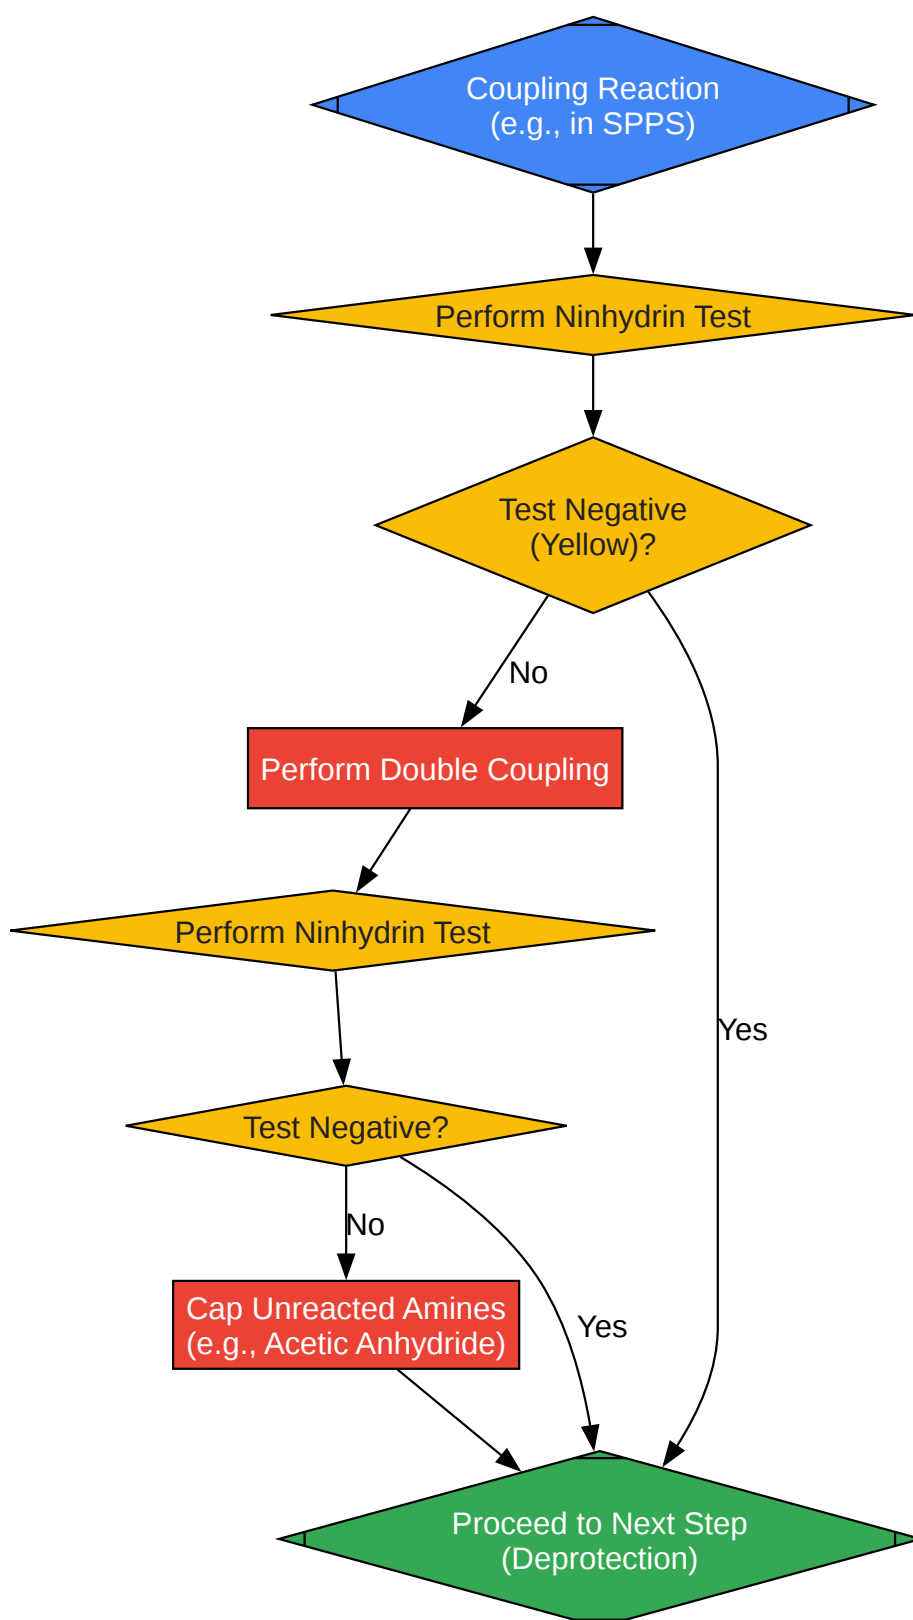 Coupling Reaction
(e.g., in SPPS)
Perform Ninhydrin Test
Test Negative
(Yellow)?
No
Perform Double Coupling
Perform Ninhydrin Test
Yes
Test Negative?
No
Cap Unreacted Amines
(e.g., Acetic Anhydride)
Yes
Proceed to Next Step
(Deprotection)